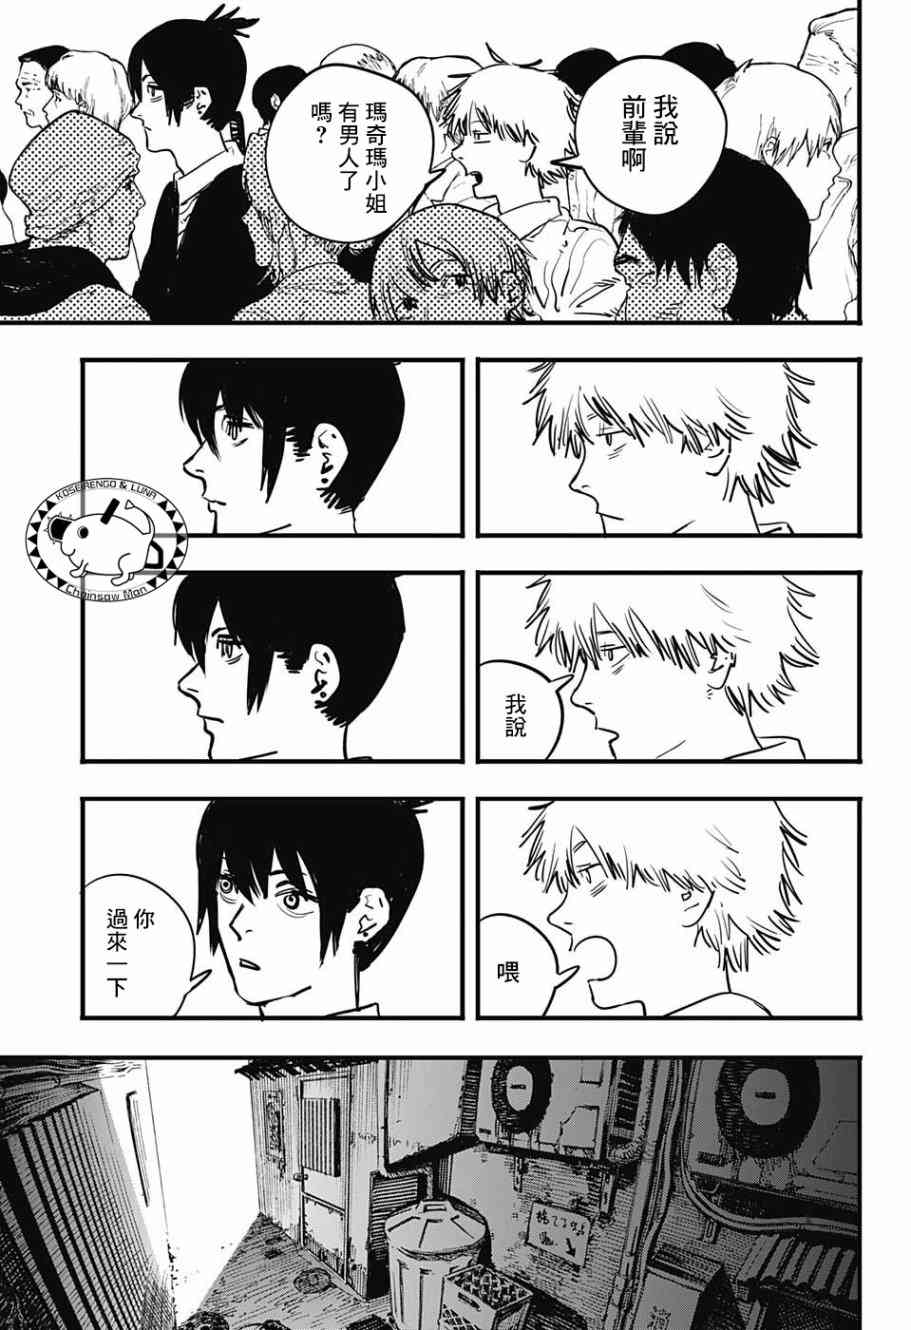 我說
前輩啊
瑪奇瑪小姐
有男人了
嗎?
我說
喂
你
過來一下
KOSERENGO & LUNA
Chainsaw Man